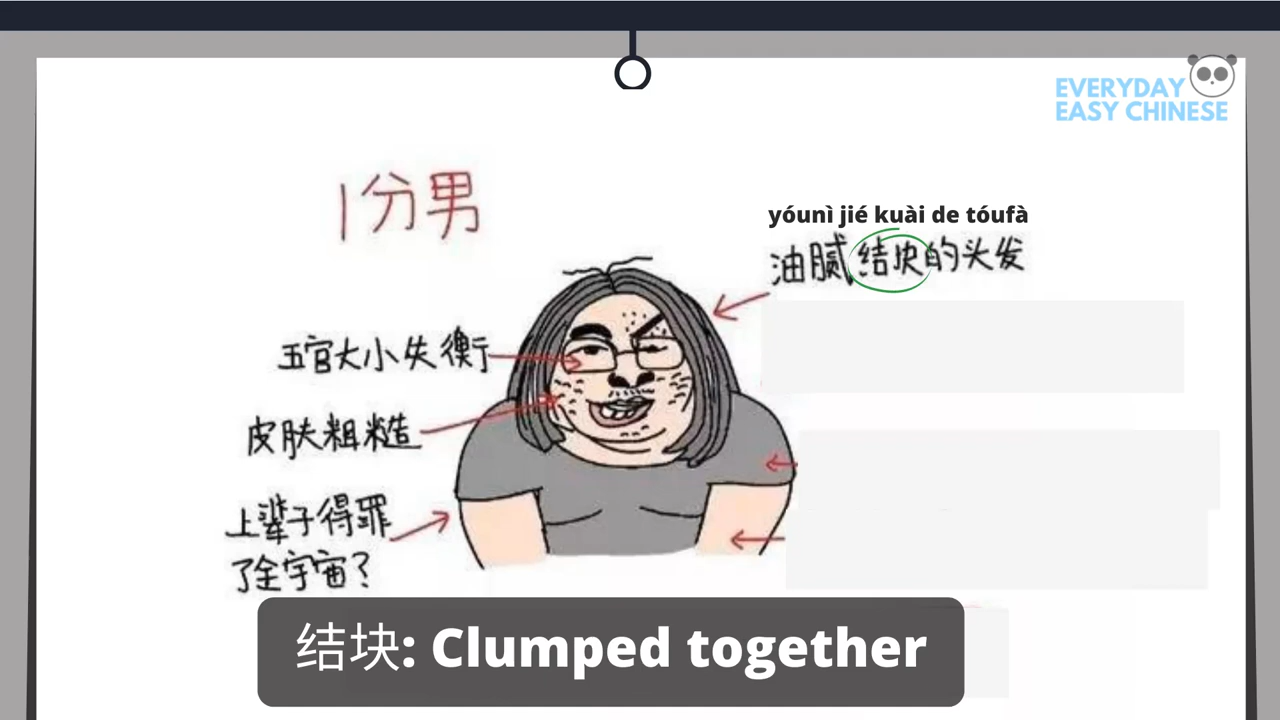 EVERYDAY
EASY CHINESE
1分男
yóunì jié kuài de tóufà
油腻结块的头发
五官大小失衡
皮肤粗糙
上辈子得罪
了全宇宙？
结块: Clumped together